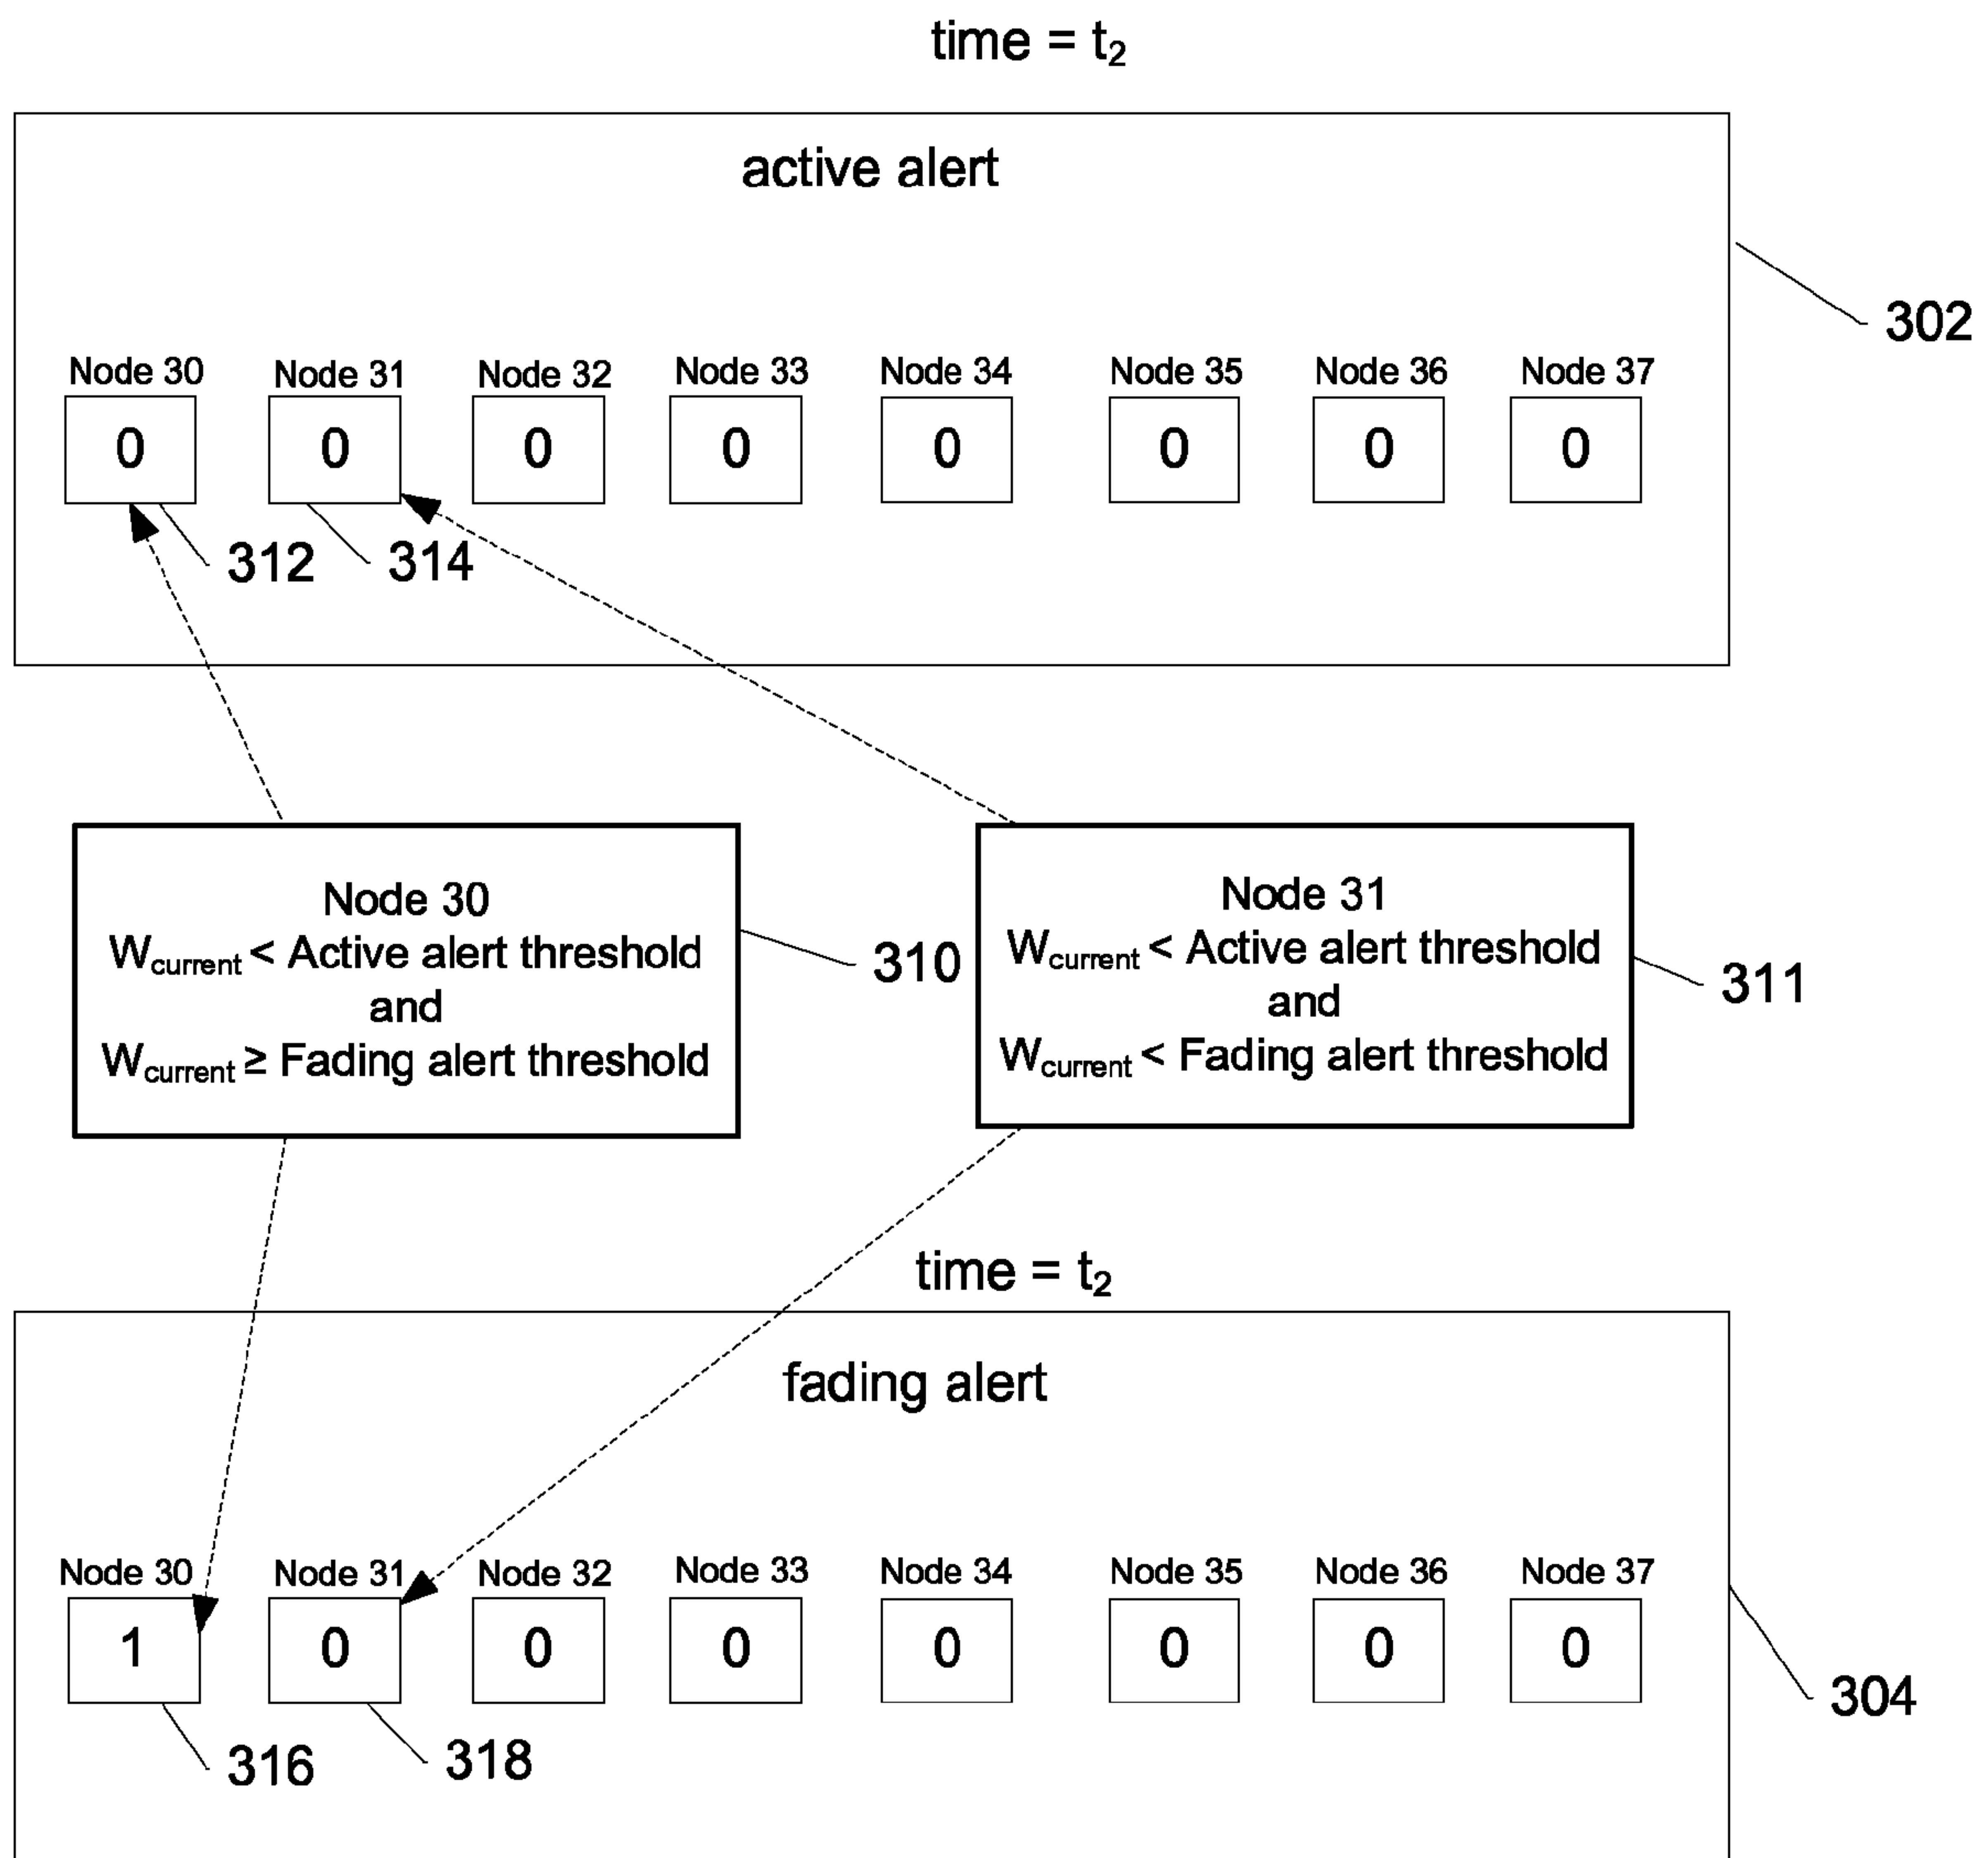 time = t₂
active alert
302
Node 30 Node 31 Node 32 Node 33 Node 34 Node 35 Node 36 Node 37
0 0 0 0 0 0 0 0
312 314
Node 30
W_current < Active alert threshold
and
W_current ≥ Fading alert threshold
310
Node 31
W_current < Active alert threshold
and
W_current < Fading alert threshold
311
time = t₂
fading alert
Node 30 Node 31 Node 32 Node 33 Node 34 Node 35 Node 36 Node 37
1 0 0 0 0 0 0 0
304
316 318